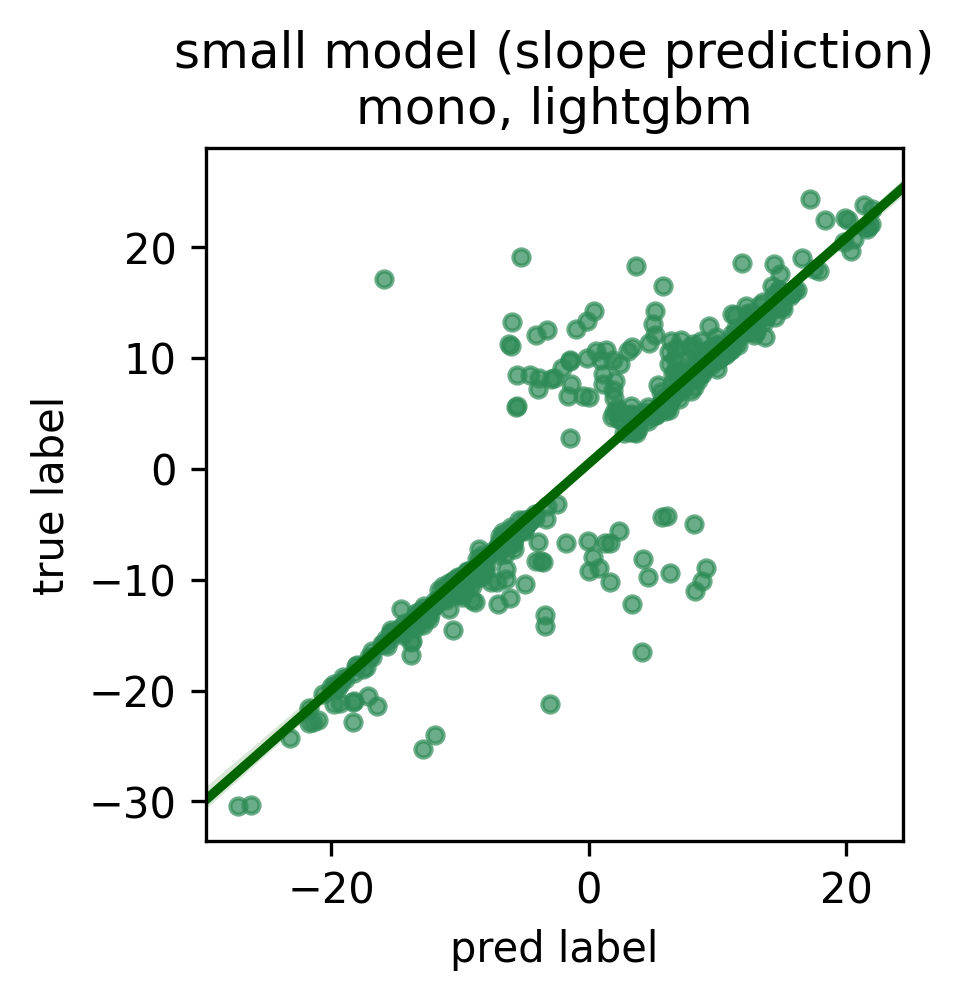 small model (slope prediction)
mono, lightgbm
true label
20
10
0
−10
−20
−30
−20 0 20
pred label